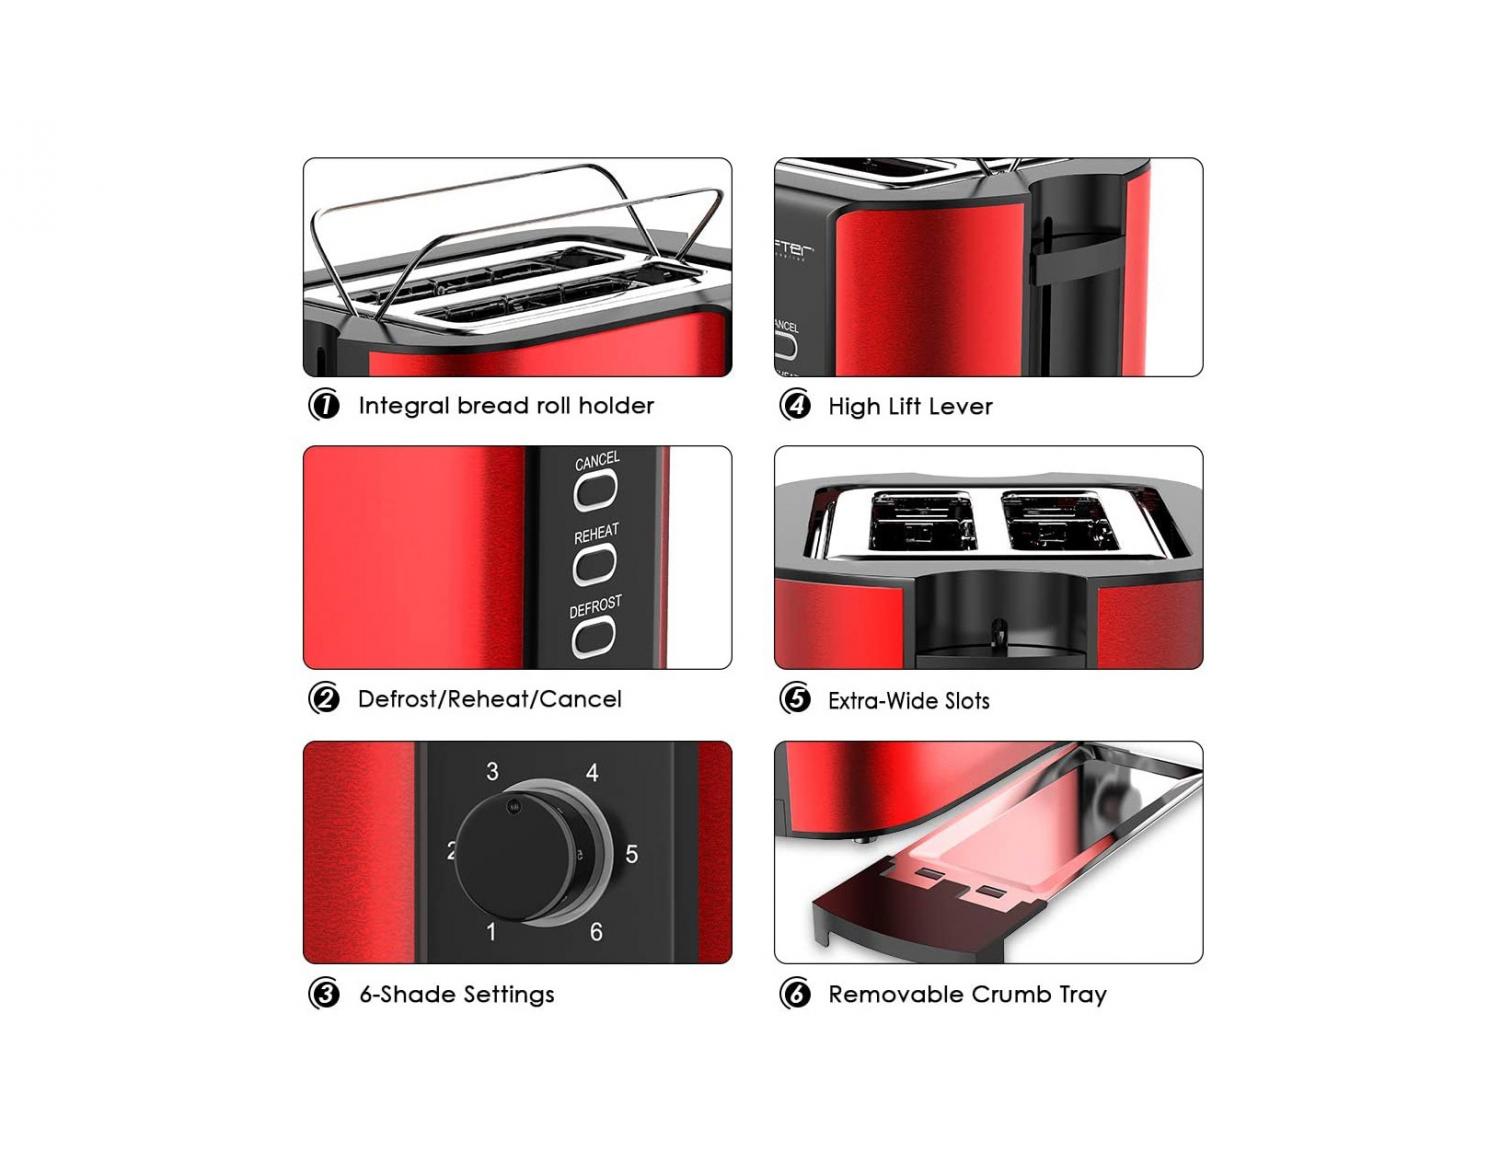 1 Integral bread roll holder
FTer
ANCEL
4 High Lift Lever
CANCEL
REHEAT
DEFROST
2 Defrost/Reheat/Cancel
5 Extra-Wide Slots
3 4
2 5
1 6
3 6-Shade Settings
6 Removable Crumb Tray